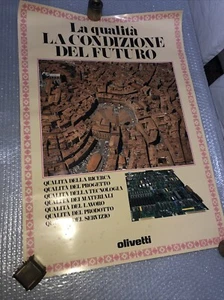 La qualità
LA CONDIZIONE
DEL FUTURO
QUALITÀ DELLA RICERCA
QUALITÀ DEL PROGETTO
QUALITÀ DELLA TECNOLOGIA
QUALITÀ DEI MATERIALI
QUALITÀ DEL LAVORO
QUALITÀ DEL PRODOTTO
QUALITÀ DEL SERVIZIO
olivetti